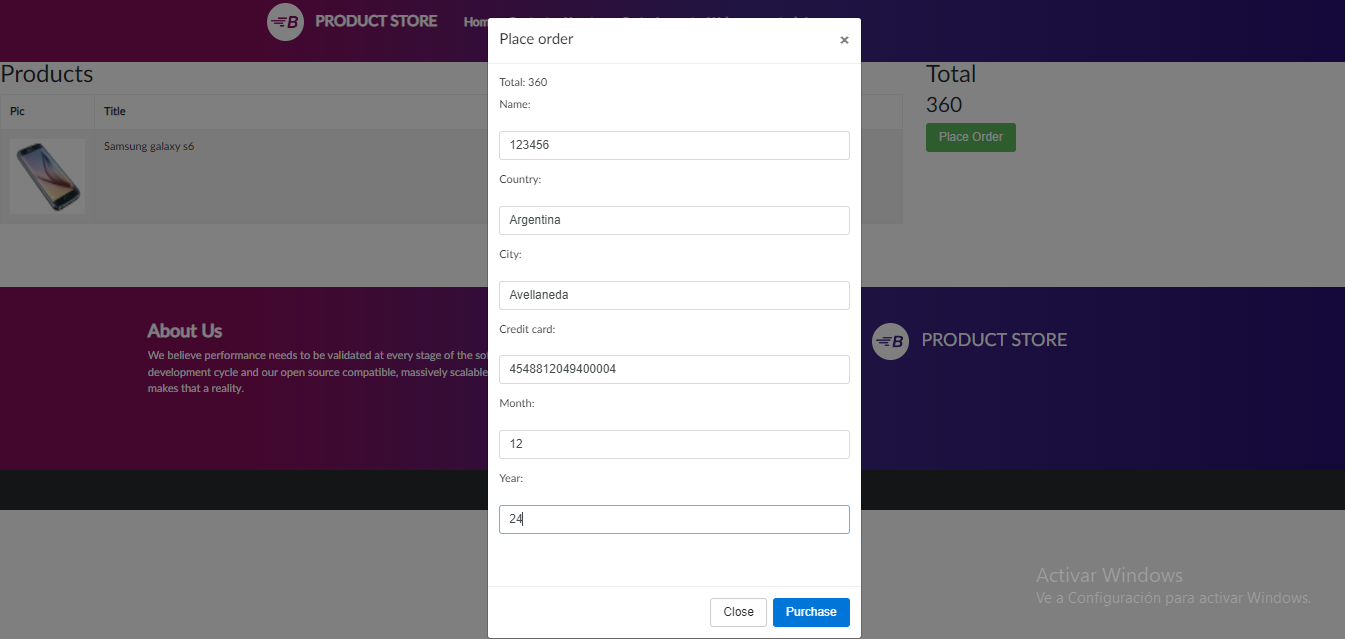 B PRODUCT STORE
Place order
×
Products
Pic
Title
Samsung galaxy s6
Total: 360
Name:
123456
Country:
Argentina
City:
Avellaneda
Credit card:
4548812049400004
Month:
12
Year:
24
Close
Purchase
Total
360
Place Order
About Us
We believe performance needs to be validated at every stage of the
development cycle and our open source compatible, massively scalable
makes that a reality.
B PRODUCT STORE
Activar Windows
Ve a Configuración para activar Windows.